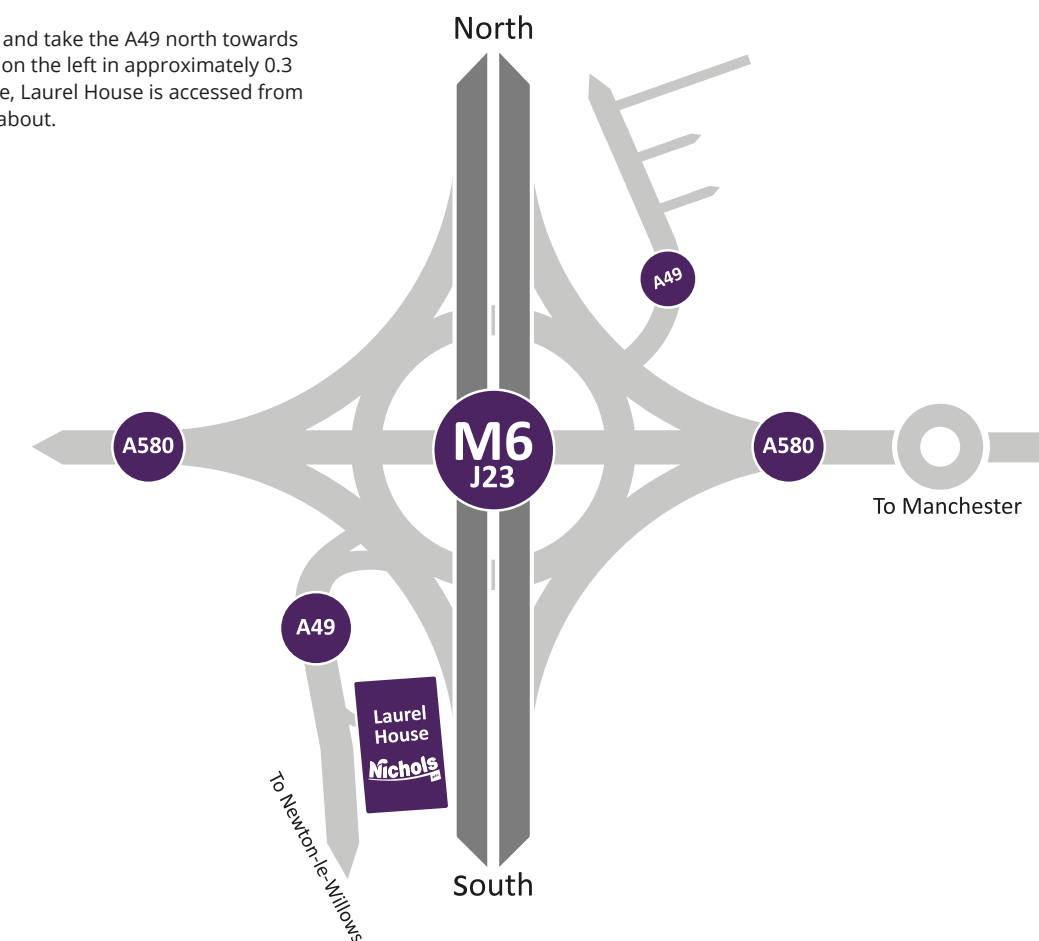 and take the A49 north towards
on the left in approximately 0.3
e, Laurel House is accessed from
about.
North
A49
A580
M6
J23
A580
To Manchester
A49
Laurel
House
Nichols
To Newton-le-Willows
South